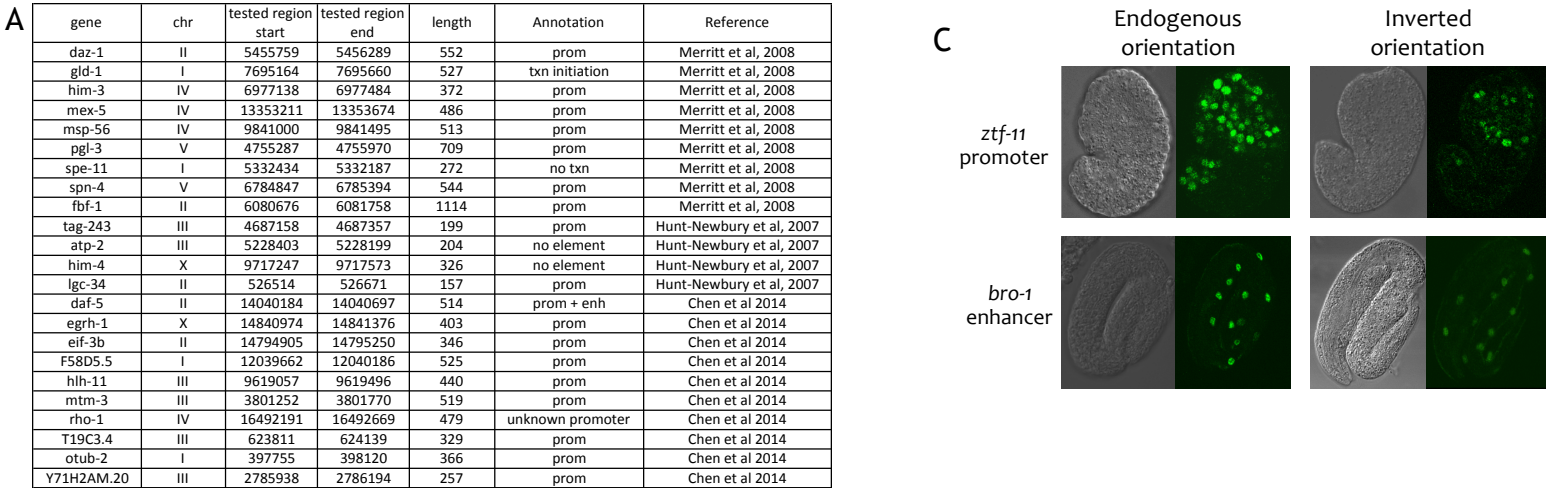 A
gene chr tested region start tested region end length Annotation Reference
daz-1 II 5455759 5456289 552 prom Merritt et al, 2008
gld-1 I 7695164 7695660 527 txn initiation Merritt et al, 2008
him-3 IV 6977138 6977484 372 prom Merritt et al, 2008
mex-5 IV 13353211 13353674 486 prom Merritt et al, 2008
msp-56 IV 9841000 9841495 513 prom Merritt et al, 2008
pgl-3 V 4755287 4755970 709 prom Merritt et al, 2008
spe-11 I 5332434 5332187 272 no txn Merritt et al, 2008
spn-4 V 6784847 6785394 544 prom Merritt et al, 2008
fbf-1 II 6080676 6081758 1114 prom Merritt et al, 2008
tag-243 III 4687158 4687357 199 prom Hunt-Newbury et al, 2007
atp-2 III 5228403 5228199 204 no element Hunt-Newbury et al, 2007
him-4 X 9717247 9717573 326 no element Hunt-Newbury et al, 2007
lgc-34 II 526514 526671 157 prom Hunt-Newbury et al, 2007
daf-5 II 14040184 14040697 514 prom + enh Chen et al 2014
egrh-1 X 14840974 14841376 403 prom Chen et al 2014
eif-3b II 14794905 14795250 346 prom Chen et al 2014
F58D5.5 I 12039662 12040186 525 prom Chen et al 2014
hlh-11 III 9619057 9619496 440 prom Chen et al 2014
mtm-3 III 3801252 3801770 519 prom Chen et al 2014
rho-1 IV 16492191 16492669 479 unknown promoter Chen et al 2014
T19C3.4 III 623811 624139 329 prom Chen et al 2014
otub-2 I 397755 398120 366 prom Chen et al 2014
Y71H2AM.20 III 2785938 2786194 257 prom Chen et al 2014
C
Endogenous
orientation
Inverted
orientation
ztf-11
promoter
bro-1
enhancer